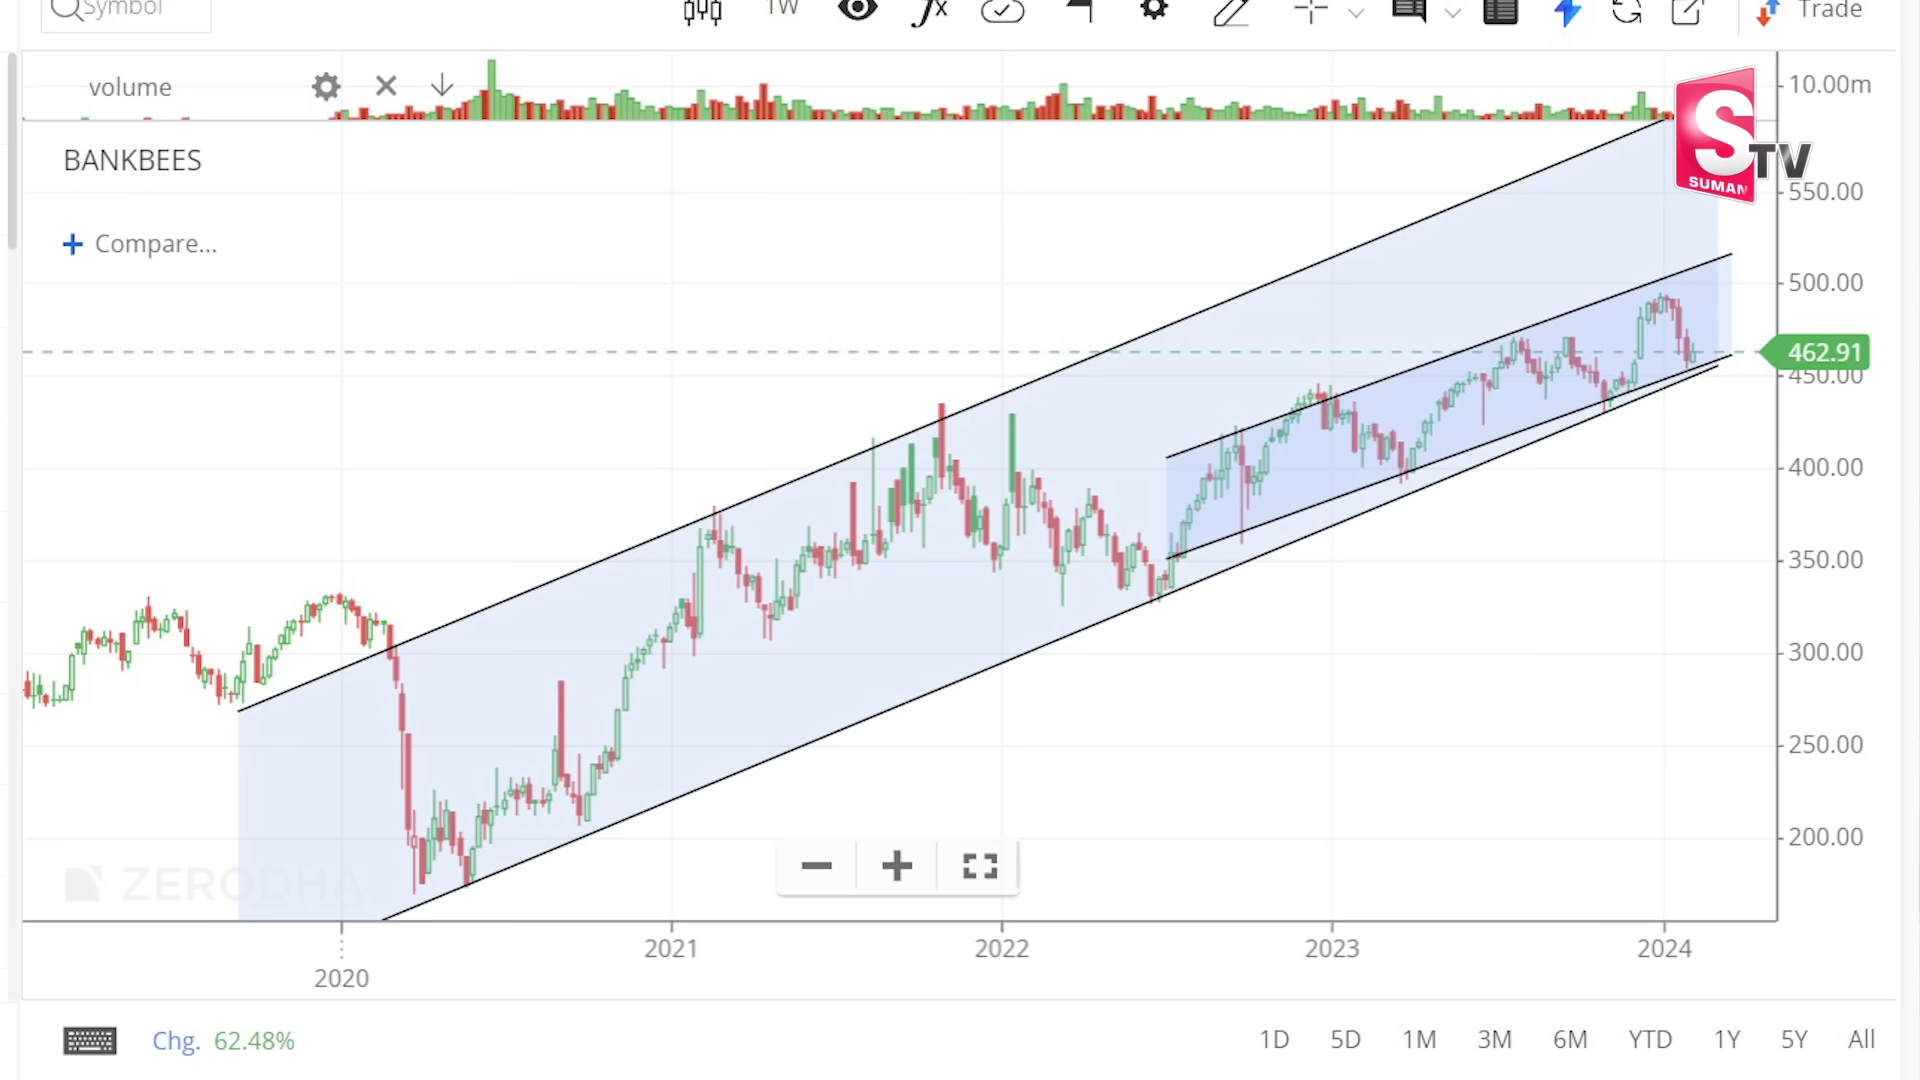 Symbol 1W Trade
volume 10.00m
S TV
SUMAN
BANKBEES
Compare...
550.00
500.00
462.91
450.00
400.00
350.00
300.00
250.00
200.00
ZERODHA
2021 2022 2023 2024
2020
Chg. 62.48% 1D 5D 1M 3M 6M YTD 1Y 5Y All